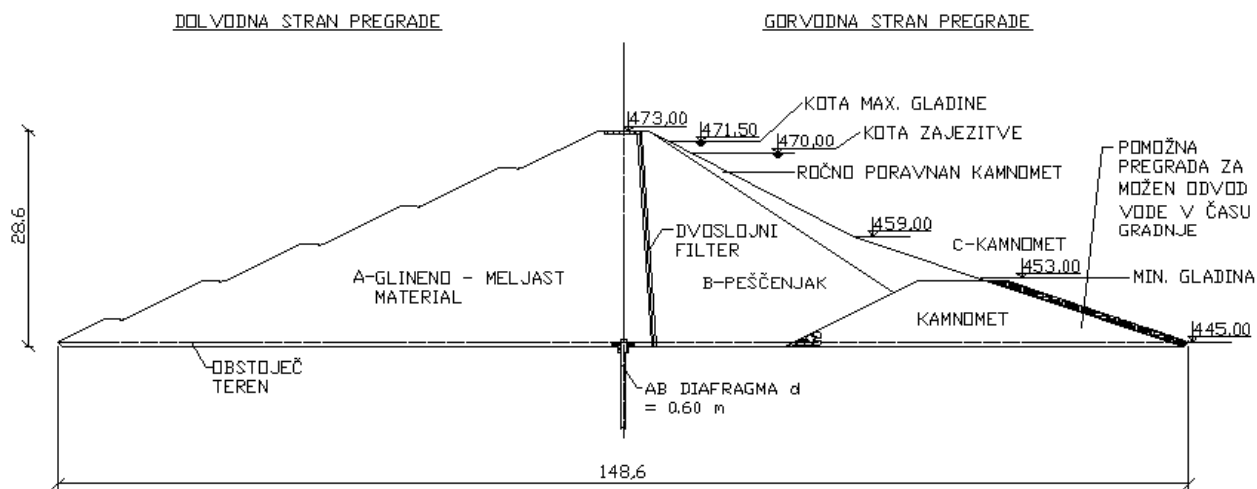 DOLVODNA STRAN PREGRADE
GORVODNA STRAN PREGRADE
KOTA MAX. GLADINE
473,00
471.50
470,00
KOTA ZAJEZITVE
ROČNO PORAVNAN KAMNOMET
POMOŽNA
PREGRADA ZA
MOŽEN ODVOD
VODE V ČASU
GRADNJE
28.6
DVOSLOJNI
FILTER
459,00
C-KAMNOMET
453,00
MIN. GLADINA
A-GLINENO - MELJAST
MATERIAL
B-PEŠČENJAK
KAMNOMET
445.00
OBSTOJEČ
TEREN
AB DIAFRAGMA d
= 0.60 m
148,6